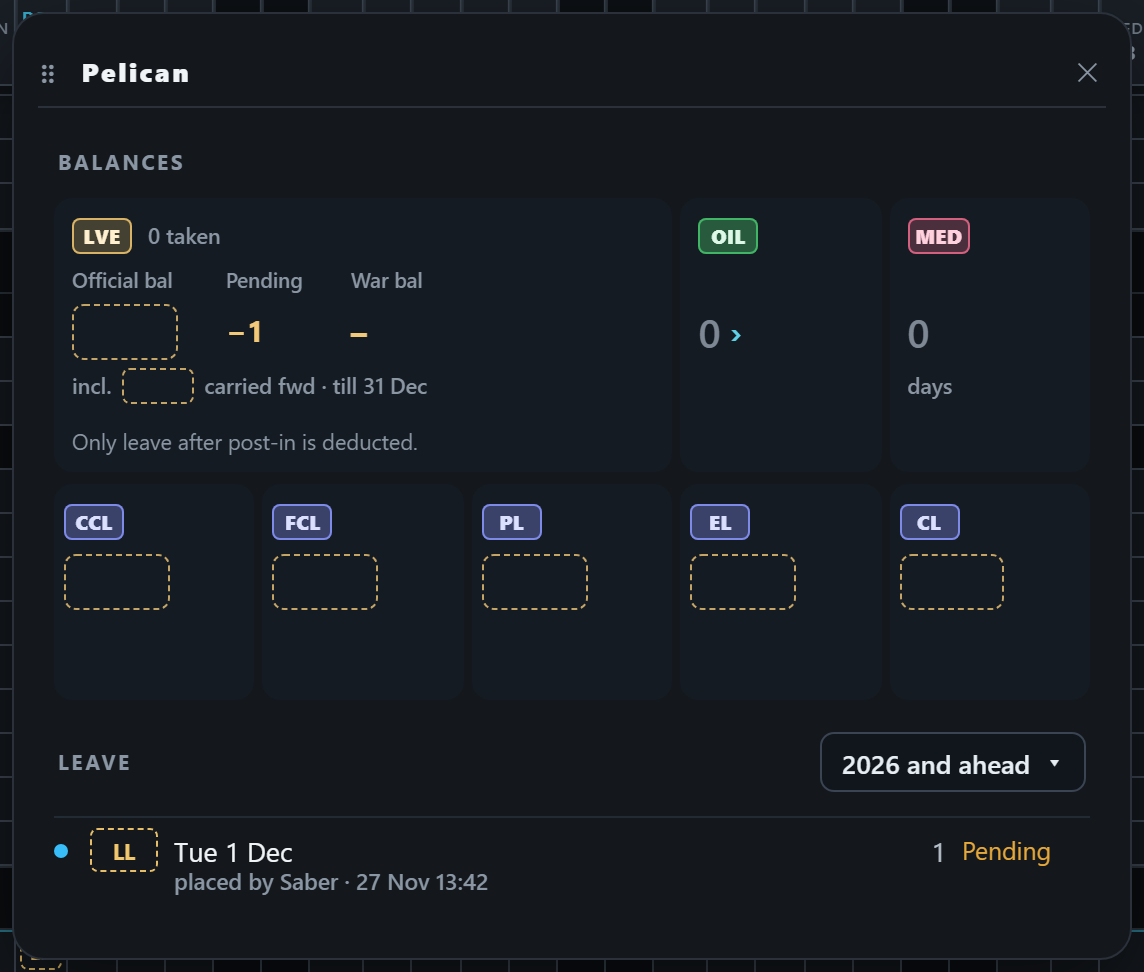 Pelican
BALANCES
LVE 0 taken
Official bal Pending War bal
−1 –
incl. carried fwd · till 31 Dec
Only leave after post-in is deducted.
OIL
0 ›
MED
0
days
CCL
FCL
PL
EL
CL
LEAVE
2026 and ahead
LL Tue 1 Dec 1 Pending
placed by Saber · 27 Nov 13:42